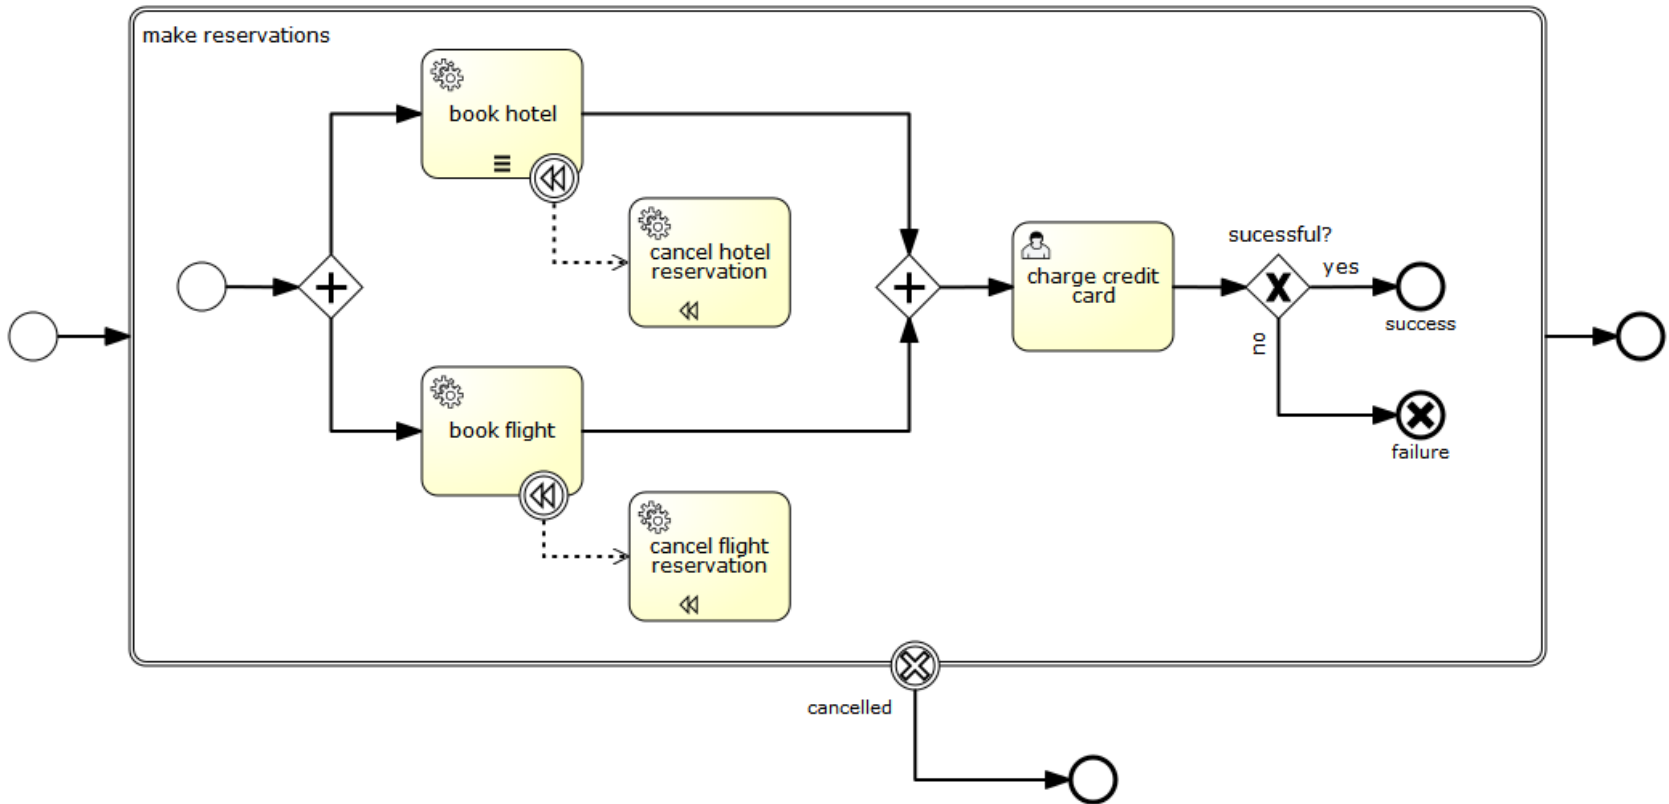 make reservations
book hotel
cancel hotel
reservation
book flight
cancel flight
reservation
charge credit
card
sucessful?
yes
success
no
failure
cancelled